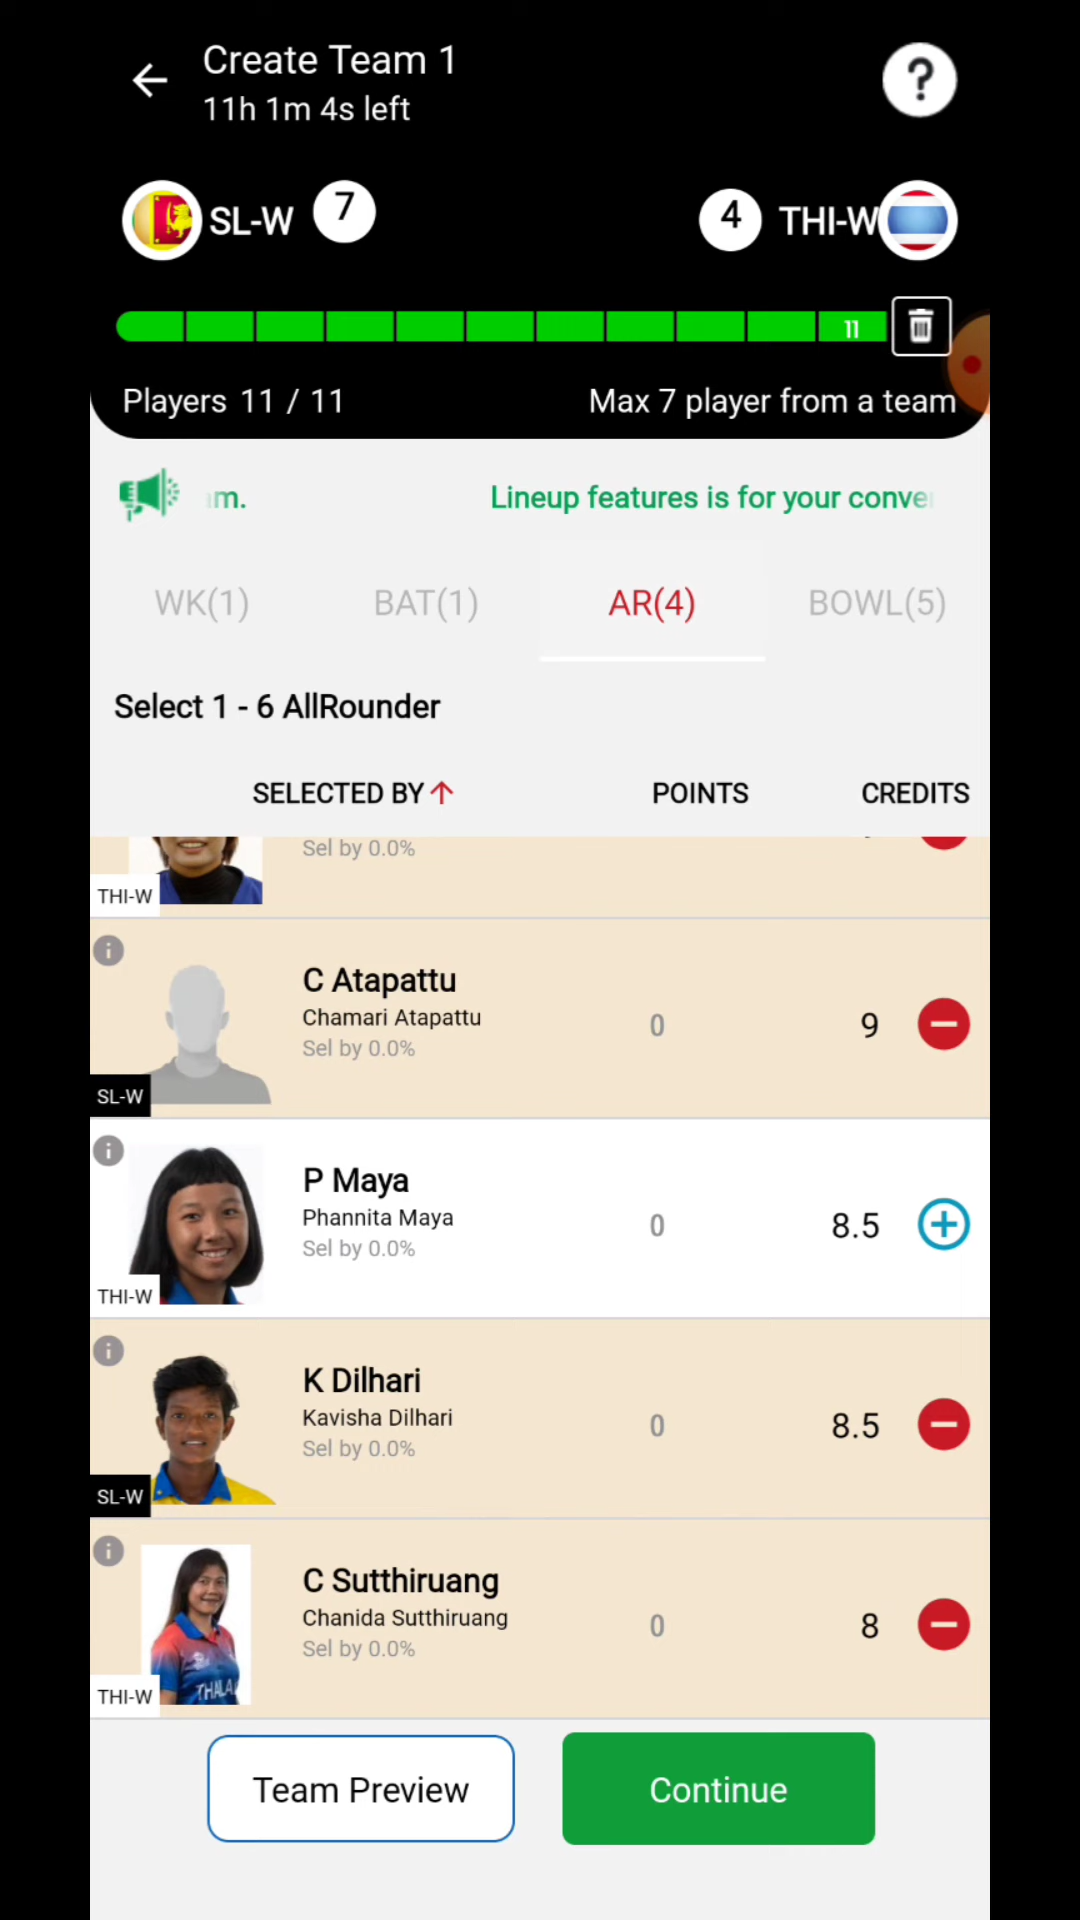 Create Team 1
11h 1m 4s left
?
SL-W 7
4 THI-W
11
Players 11 / 11
Max 7 player from a team
m.
Lineup features is for your conve
WK(1)
BAT(1)
AR(4)
BOWL(5)
Select 1 - 6 AllRounder
SELECTED BY
POINTS
CREDITS
Sel by 0.0%
THI-W
C Atapattu
Chamari Atapattu
Sel by 0.0%
0
9
SL-W
P Maya
Phannita Maya
Sel by 0.0%
0
8.5
THI-W
K Dilhari
Kavisha Dilhari
Sel by 0.0%
0
8.5
SL-W
C Sutthiruang
Chanida Sutthiruang
Sel by 0.0%
0
8
THI-W
THALA
Team Preview
Continue